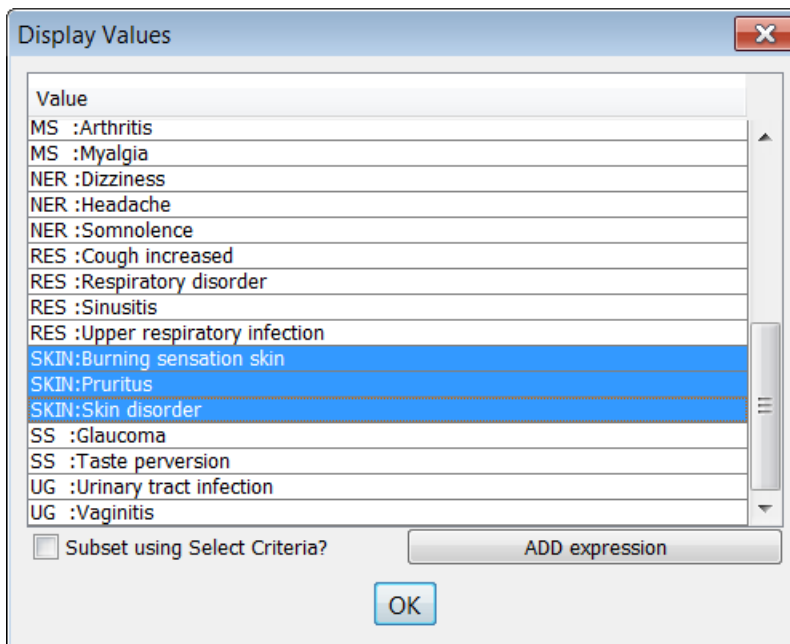 Display Values
Value
MS :Arthritis
MS :Myalgia
NER :Dizziness
NER :Headache
NER :Somnolence
RES :Cough increased
RES :Respiratory disorder
RES :Sinusitis
RES :Upper respiratory infection
SKIN:Burning sensation skin
SKIN:Pruritus
SKIN:Skin disorder
SS :Glaucoma
SS :Taste perversion
UG :Urinary tract infection
UG :Vaginitis
Subset using Select Criteria? ADD expression
OK